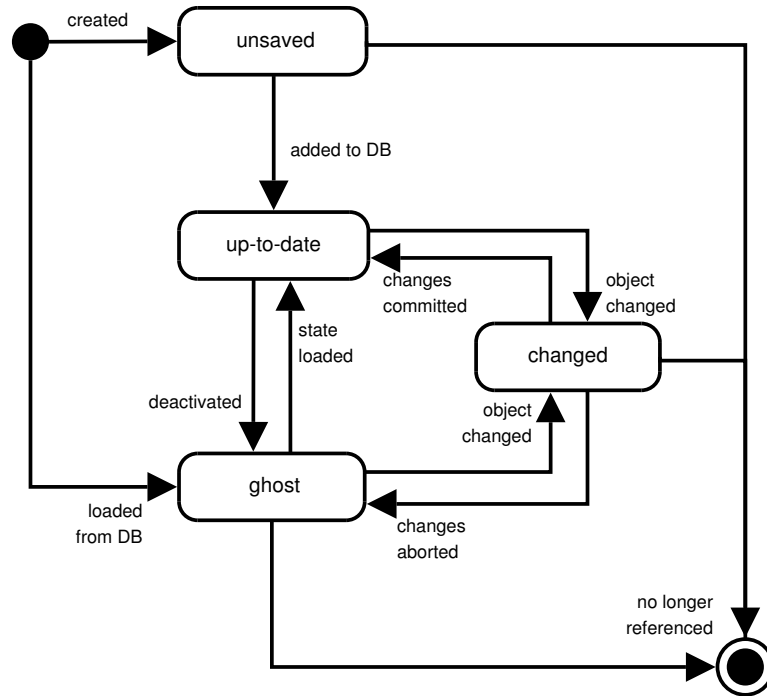 created
unsaved
added to DB
up-to-date
changes
committed
object
changed
state
loaded
changed
deactivated
object
changed
ghost
loaded
from DB
changes
aborted
no longer
referenced